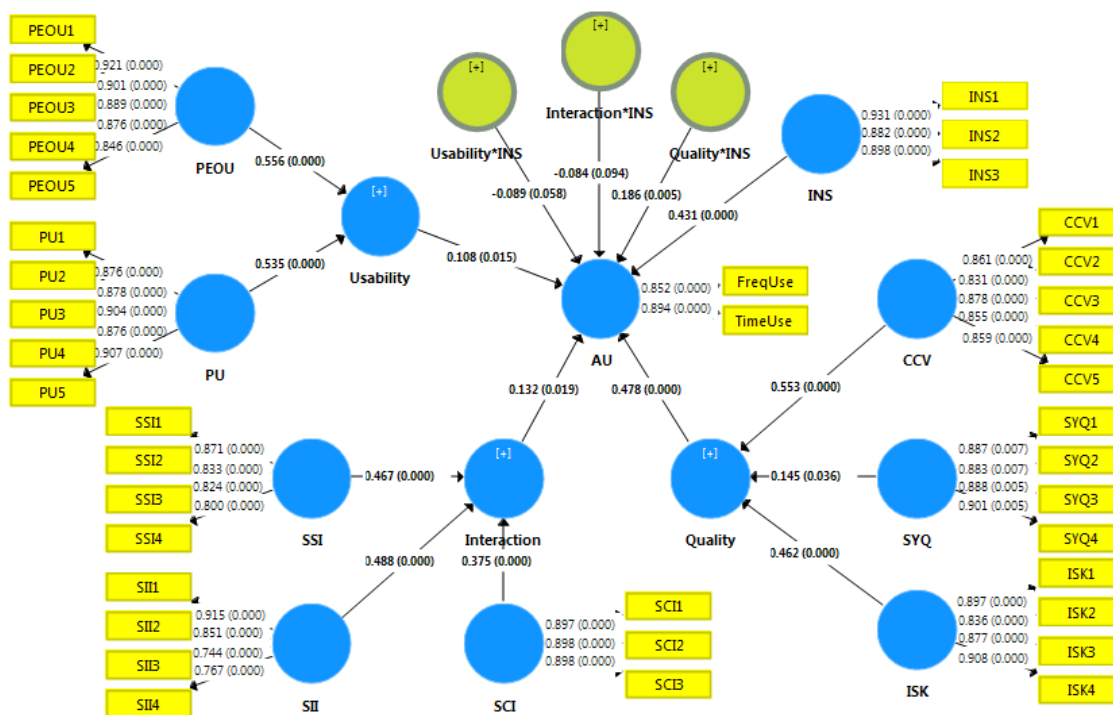 PEOU1
PEOU2
PEOU3
PEOU4
PEOU5
0.921 (0.000)
0.901 (0.000)
0.889 (0.000)
0.876 (0.000)
0.846 (0.000)
PEOU
0.556 (0.000)
PU1
PU2
PU3
PU4
PU5
0.876 (0.000)
0.878 (0.000)
0.904 (0.000)
0.876 (0.000)
0.907 (0.000)
PU
0.535 (0.000)
[+]
Usability
0.108 (0.015)
[+]
Usability*INS
-0.089 (0.058)
[+]
Interaction*INS
-0.084 (0.094)
[+]
Quality*INS
0.186 (0.005)
INS
0.431 (0.000)
0.931 (0.000)
0.882 (0.000)
0.898 (0.000)
INS1
INS2
INS3
AU
0.852 (0.000)
0.894 (0.000)
FreqUse
TimeUse
CCV
0.553 (0.000)
0.861 (0.000)
0.831 (0.000)
0.878 (0.000)
0.855 (0.000)
0.859 (0.000)
CCV1
CCV2
CCV3
CCV4
CCV5
SSI1
SSI2
SSI3
SSI4
0.871 (0.000)
0.833 (0.000)
0.824 (0.000)
0.800 (0.000)
SSI
0.467 (0.000)
[+]
Interaction
0.132 (0.019)
[+]
Quality
0.478 (0.000)
0.145 (0.036)
SYQ
0.887 (0.007)
0.883 (0.007)
0.888 (0.005)
0.901 (0.005)
SYQ1
SYQ2
SYQ3
SYQ4
SII1
SII2
SII3
SII4
0.915 (0.000)
0.851 (0.000)
0.744 (0.000)
0.767 (0.000)
SII
0.488 (0.000)
0.375 (0.000)
SCI
0.897 (0.000)
0.898 (0.000)
0.898 (0.000)
SCI1
SCI2
SCI3
0.462 (0.000)
ISK
0.897 (0.000)
0.836 (0.000)
0.877 (0.000)
0.908 (0.000)
ISK1
ISK2
ISK3
ISK4